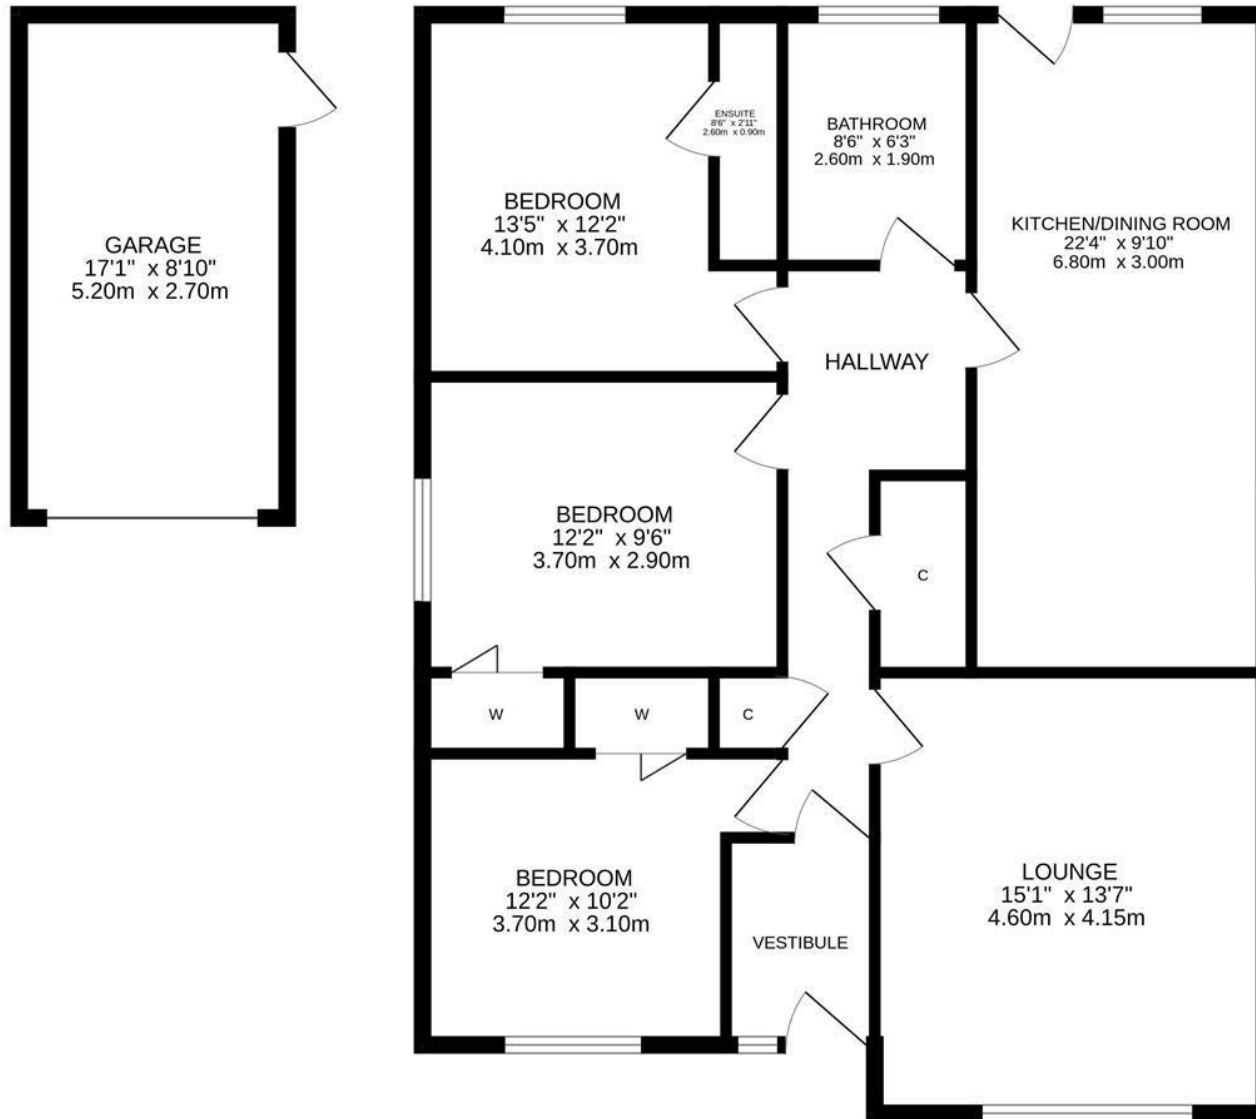 GARAGE
17'1" x 8'10"
5.20m x 2.70m
BEDROOM
13'5" x 12'2"
4.10m x 3.70m
ENSUITE
8'6" x 2'11"
2.60m x 0.90m
BATHROOM
8'6" x 6'3"
2.60m x 1.90m
KITCHEN/DINING ROOM
22'4" x 9'10"
6.80m x 3.00m
HALLWAY
BEDROOM
12'2" x 9'6"
3.70m x 2.90m
C
W
W
C
BEDROOM
12'2" x 10'2"
3.70m x 3.10m
VESTIBULE
LOUNGE
15'1" x 13'7"
4.60m x 4.15m